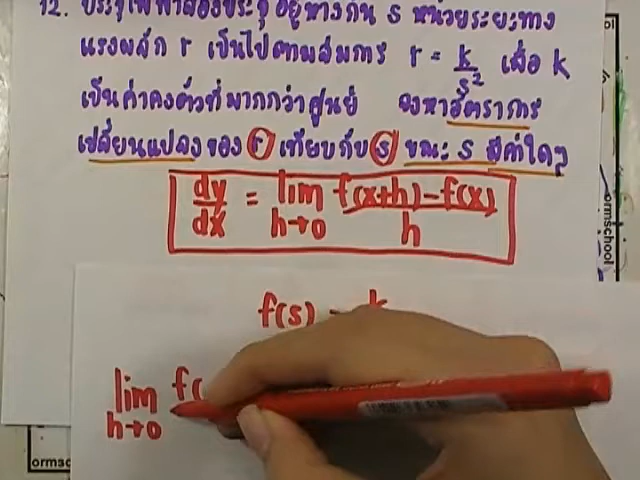 12. ประจุไฟฟ้าสองประจุ อยู่ห่างกัน s หน่วยระยะทาง
แรงผลัก r เป็นไปตามสมการ r = k/s² เมื่อ k
เป็นค่าคงตัวที่มากกว่าศูนย์ จงหาอัตราการ
เปลี่ยนแปลงของ r เทียบกับ s ขณะ s มีค่าใดๆ
dy/dx = lim h→0 f(x+h)-f(x)/h
f(s) = k
lim h→0 f(
ormschool
ormsc